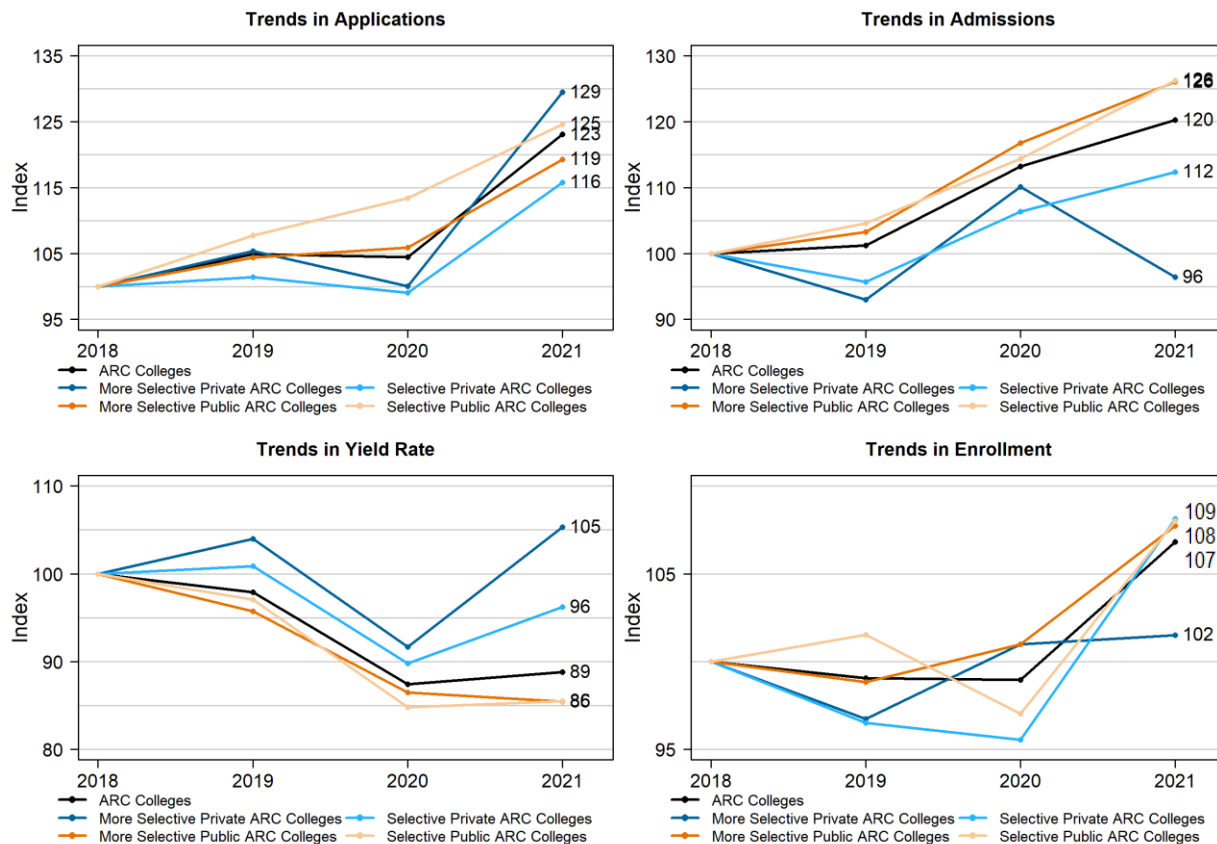 Trends in Applications
135
125
115
105
95
Index
129
125
123
119
116
2018 2019 2020 2021
ARC Colleges
More Selective Private ARC Colleges Selective Private ARC Colleges
More Selective Public ARC Colleges Selective Public ARC Colleges
Trends in Admissions
130
120
110
100
90
Index
126
126
120
112
96
2018 2019 2020 2021
ARC Colleges
More Selective Private ARC Colleges Selective Private ARC Colleges
More Selective Public ARC Colleges Selective Public ARC Colleges
Trends in Yield Rate
110
100
90
80
Index
105
96
89
86
2018 2019 2020 2021
ARC Colleges
More Selective Private ARC Colleges Selective Private ARC Colleges
More Selective Public ARC Colleges Selective Public ARC Colleges
Trends in Enrollment
105
95
Index
109
108
107
102
2018 2019 2020 2021
ARC Colleges
More Selective Private ARC Colleges Selective Private ARC Colleges
More Selective Public ARC Colleges Selective Public ARC Colleges